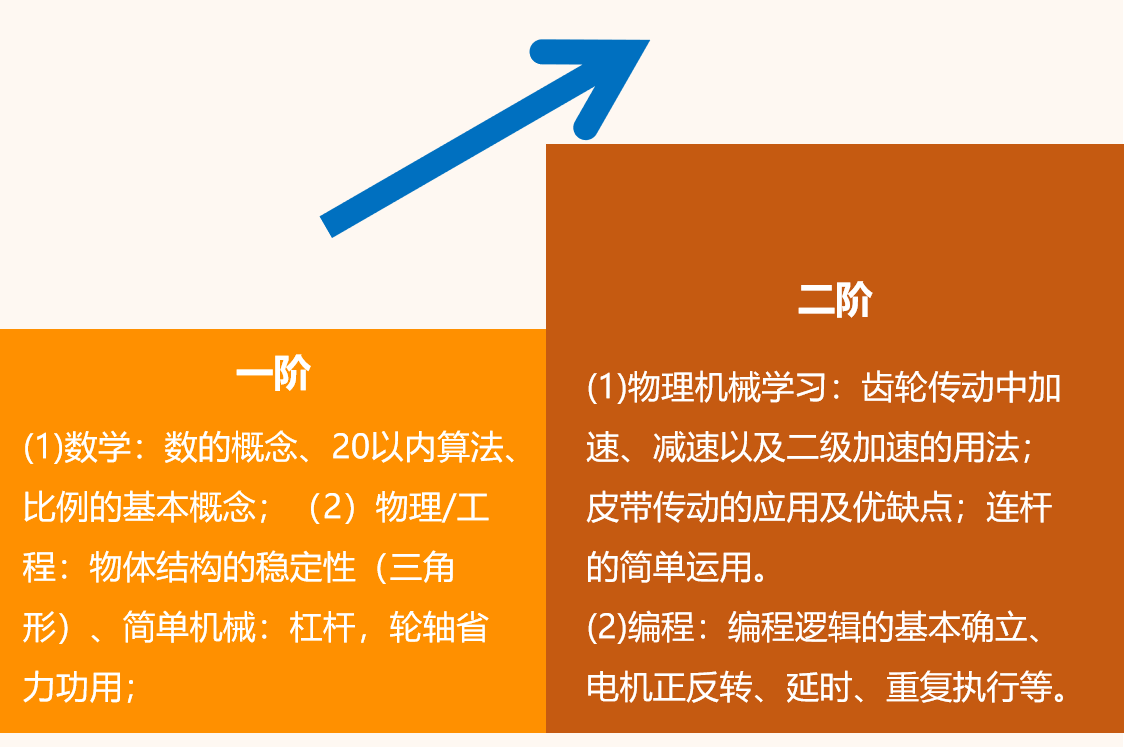 一阶
(1)数学：数的概念、20以内算法、
比例的基本概念；（2）物理/工
程：物体结构的稳定性（三角
形）、简单机械：杠杆，轮轴省
力功用；
二阶
(1)物理机械学习：齿轮传动中加
速、减速以及二级加速的用法；
皮带传动的应用及优缺点；连杆
的简单运用。
(2)编程：编程逻辑的基本确立、
电机正反转、延时、重复执行等。